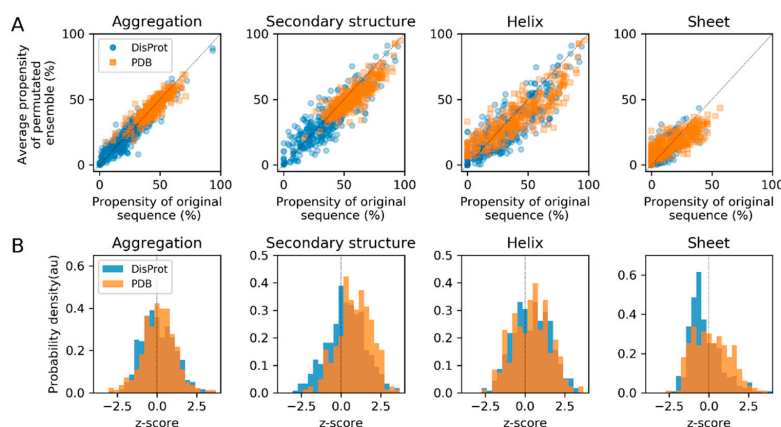 A
Aggregation
Secondary structure
Helix
Sheet
DisProt
PDB
Average propensity
of permutated
ensemble (%)
100
50
0
0 50 100
100
50
0
0 50 100
100
50
0
0 50 100
100
50
0
0 50 100
Propensity of original
sequence (%)
Propensity of original
sequence (%)
Propensity of original
sequence (%)
Propensity of original
sequence (%)
B
Aggregation
Secondary structure
Helix
Sheet
DisProt
PDB
Probability density(au)
0.6
0.4
0.2
0.0
−2.5 0.0 2.5
z-score
0.5
0.4
0.3
0.2
0.1
0.0
−2.5 0.0 2.5
z-score
0.5
0.4
0.3
0.2
0.1
0.0
−2.5 0.0 2.5
z-score
0.6
0.4
0.2
0.0
−2.5 0.0 2.5
z-score